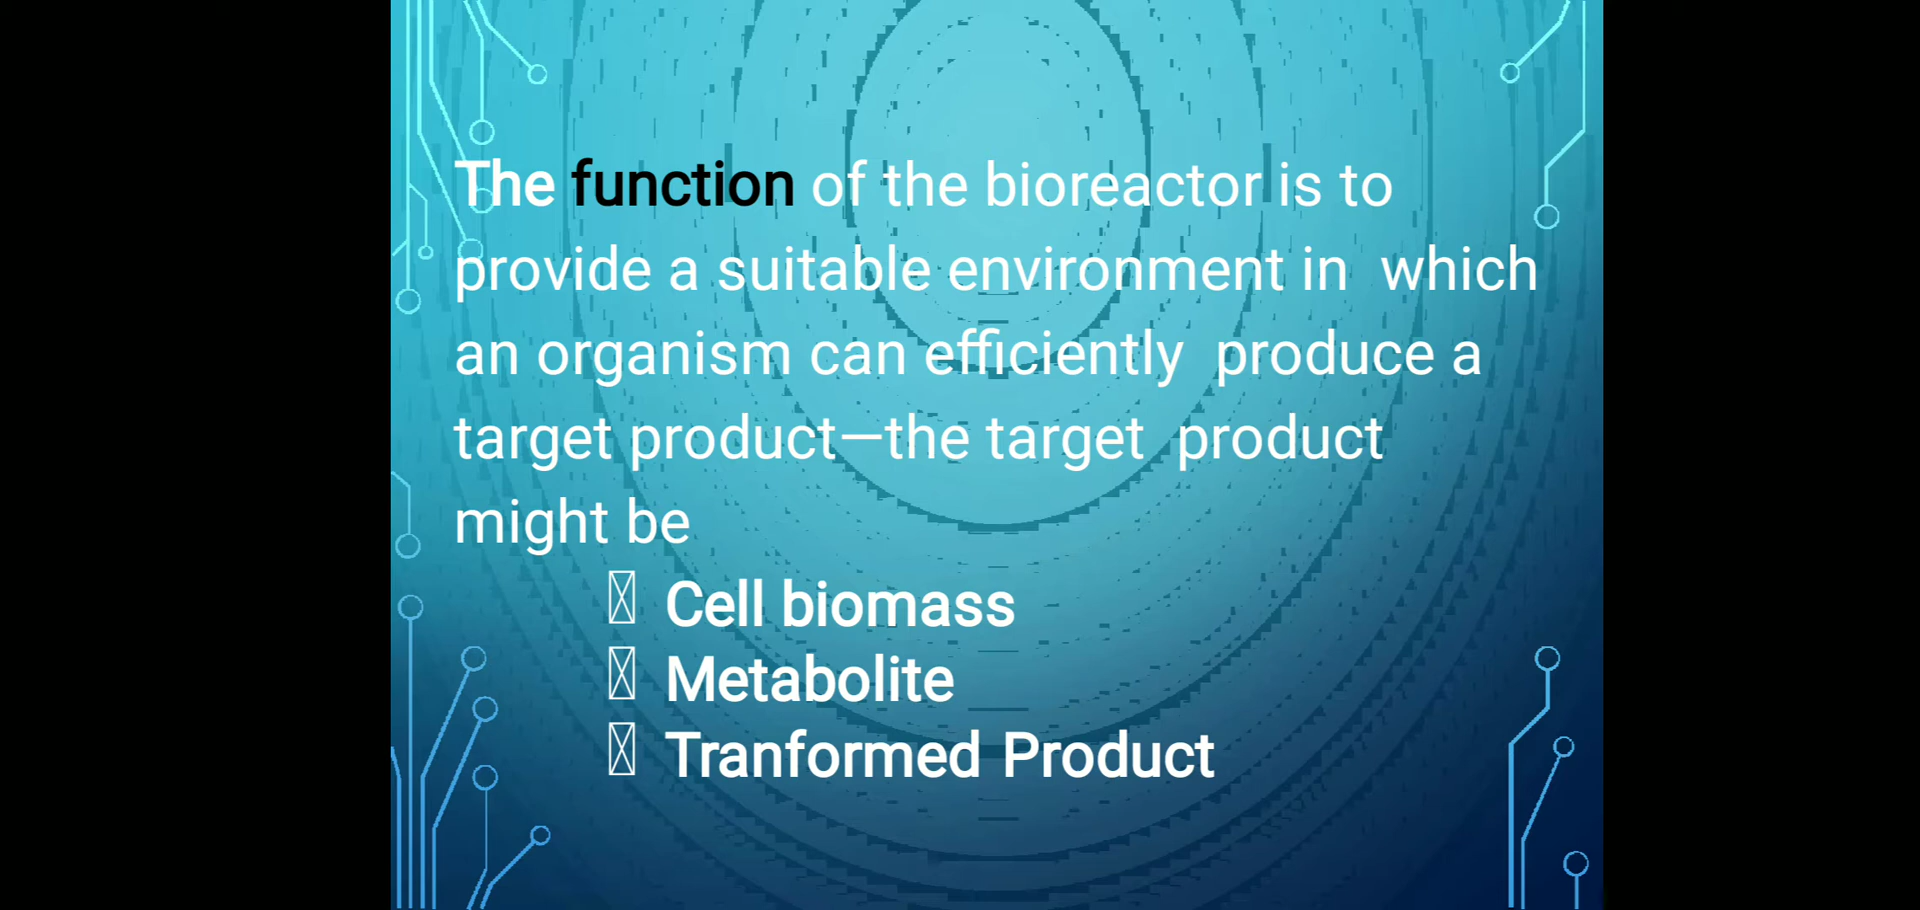 The function of the bioreactor is to
provide a suitable environment in which
an organism can efficiently produce a
target product—the target product
might be
Cell biomass
Metabolite
Tranformed Product